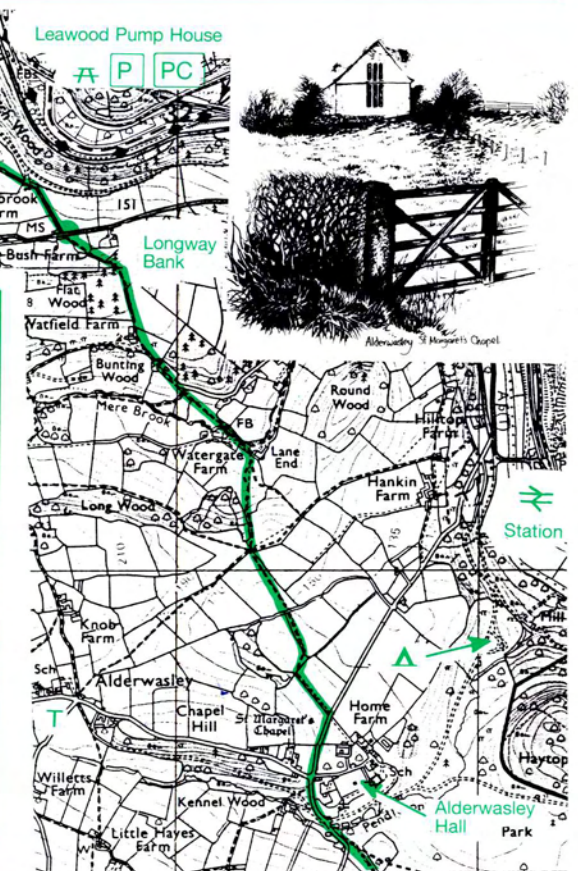 Leawood Pump House
P PC
151
MS
Bush Farm
Longway
Bank
8
Flat
Wood
Watfield Farm
Alderwasley St Margaret's Chapel
Bunting
Wood
Round
Wood
Mere Brook
FB
Hilltop
Farm
Watergate
Farm
Lane
End
Hankin
Farm
Long Wood
Station
210
135
Knob
Farm
Mill
Sch
Alderwasley
T
Chapel
Hill
St Margaret's
Chapel
Home
Farm
Haytop
Sch
Willetts
Farm
Kennel Wood
Alderwasley
Hall
Little Hayes
Farm
W
Park